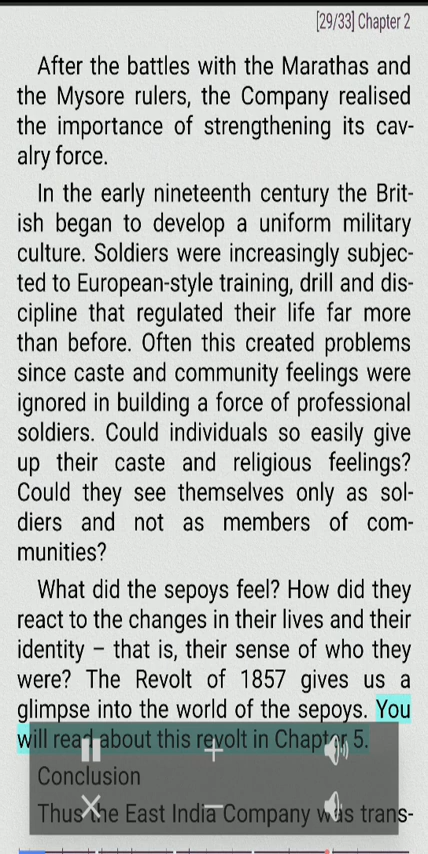 [29/33] Chapter 2
After the battles with the Marathas and
the Mysore rulers, the Company realised
the importance of strengthening its cav-
alry force.
In the early nineteenth century the Brit-
ish began to develop a uniform military
culture. Soldiers were increasingly subjec-
ted to European-style training, drill and dis-
cipline that regulated their life far more
than before. Often this created problems
since caste and community feelings were
ignored in building a force of professional
soldiers. Could individuals so easily give
up their caste and religious feelings?
Could they see themselves only as sol-
diers and not as members of com-
munities?
What did the sepoys feel? How did they
react to the changes in their lives and their
identity – that is, their sense of who they
were? The Revolt of 1857 gives us a
glimpse into the world of the sepoys. You
will read about this revolt in Chapter 5.
Conclusion
Thus the East India Company was trans-